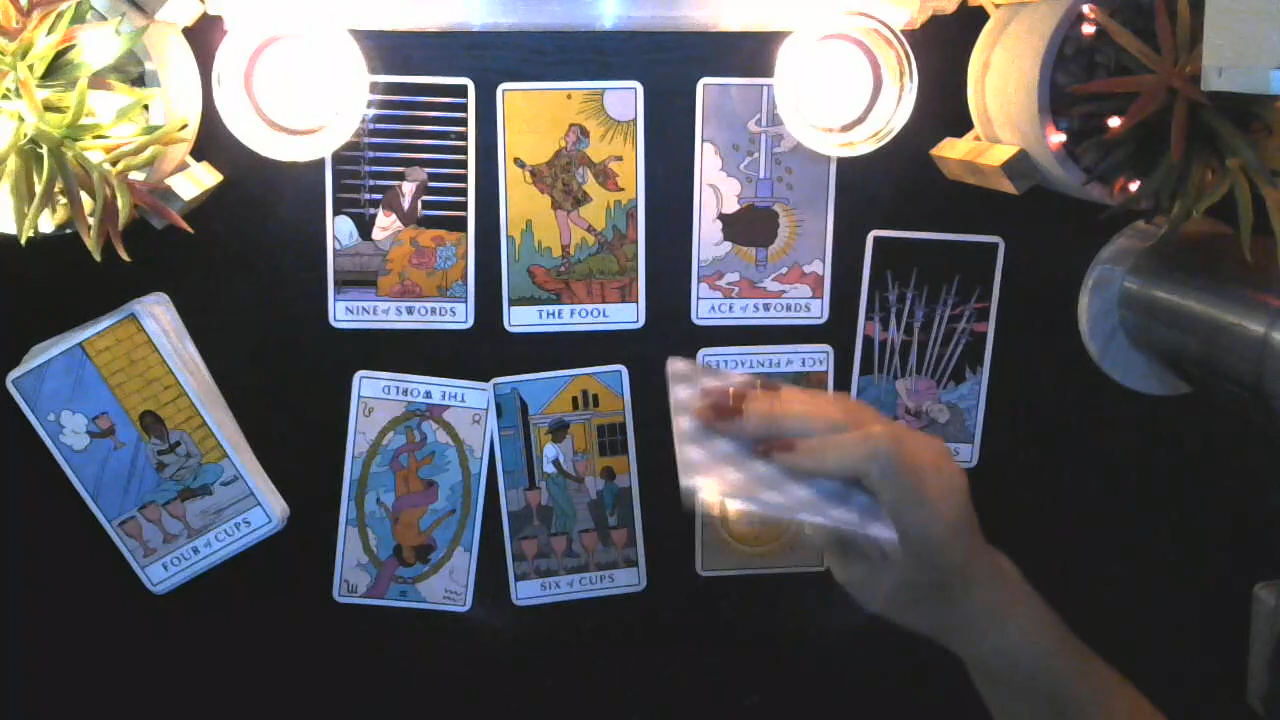 NINE of SWORDS
THE FOOL
ACE of SWORDS
ACE of PENTACLES
THE WORLD
SIX of CUPS
FOUR of CUPS